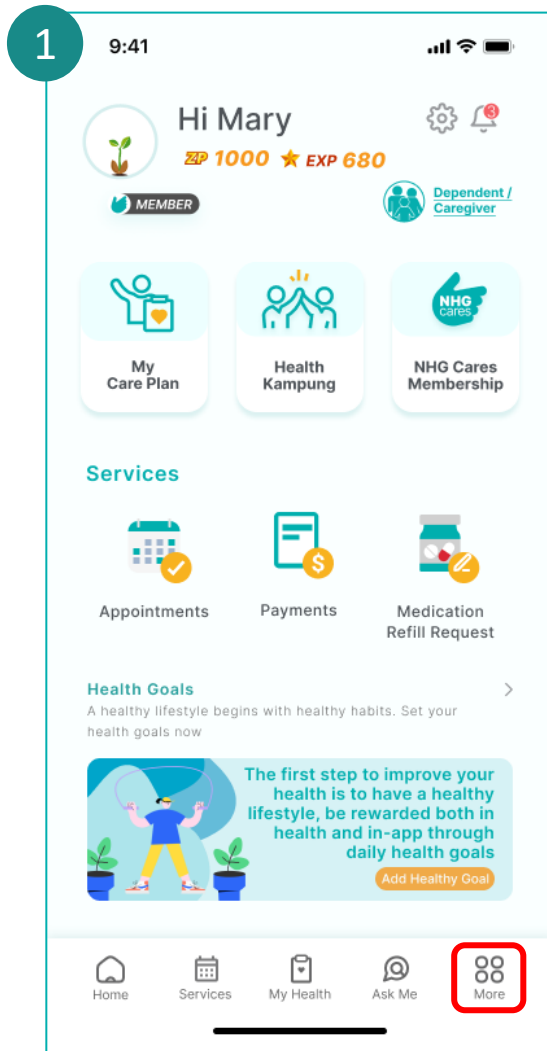 1
9:41
Hi Mary
3
ZP 1000 EXP 680
MEMBER
Dependent /
Caregiver
My
Care Plan
Health
Kampung
NHG
cares
NHG Cares
Membership
Services
$
Appointments
Payments
Medication
Refill Request
Health Goals
A healthy lifestyle begins with healthy habits. Set your
health goals now
The first step to improve your
health is to have a healthy
lifestyle, be rewarded both in
health and in-app through
daily health goals
Add Healthy Goal
Home
Services
My Health
Ask Me
More